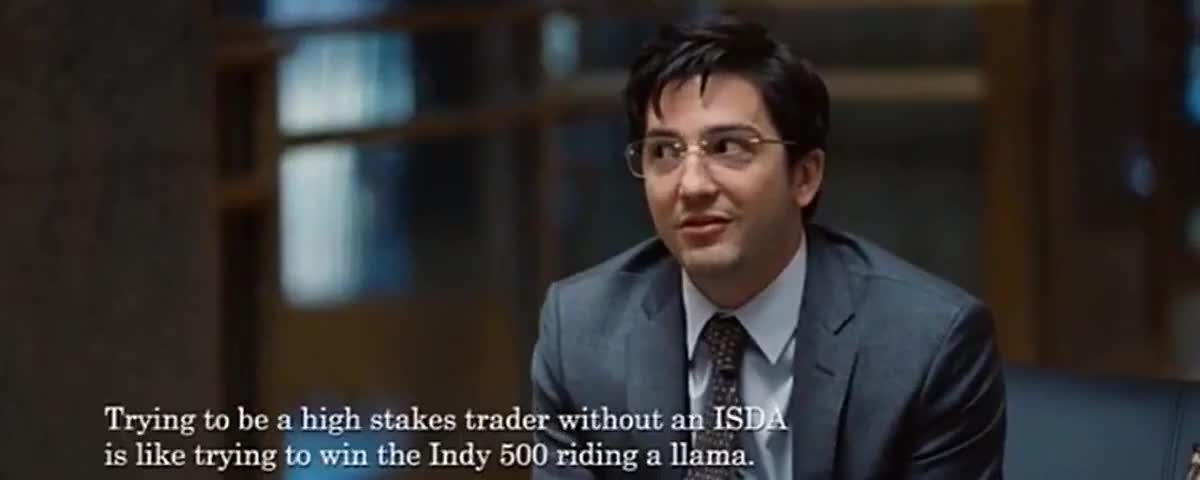 Trying to be a high stakes trader without an ISDA
is like trying to win the Indy 500 riding a llama.